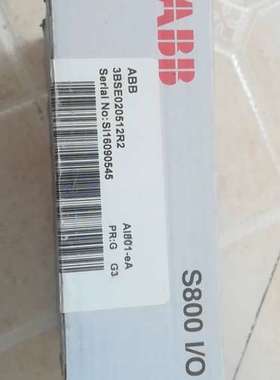 ABB
ABB
3BSE020512R2
Serial No:SI16090545
AI801-eA
PR:G G3
S800 I/O